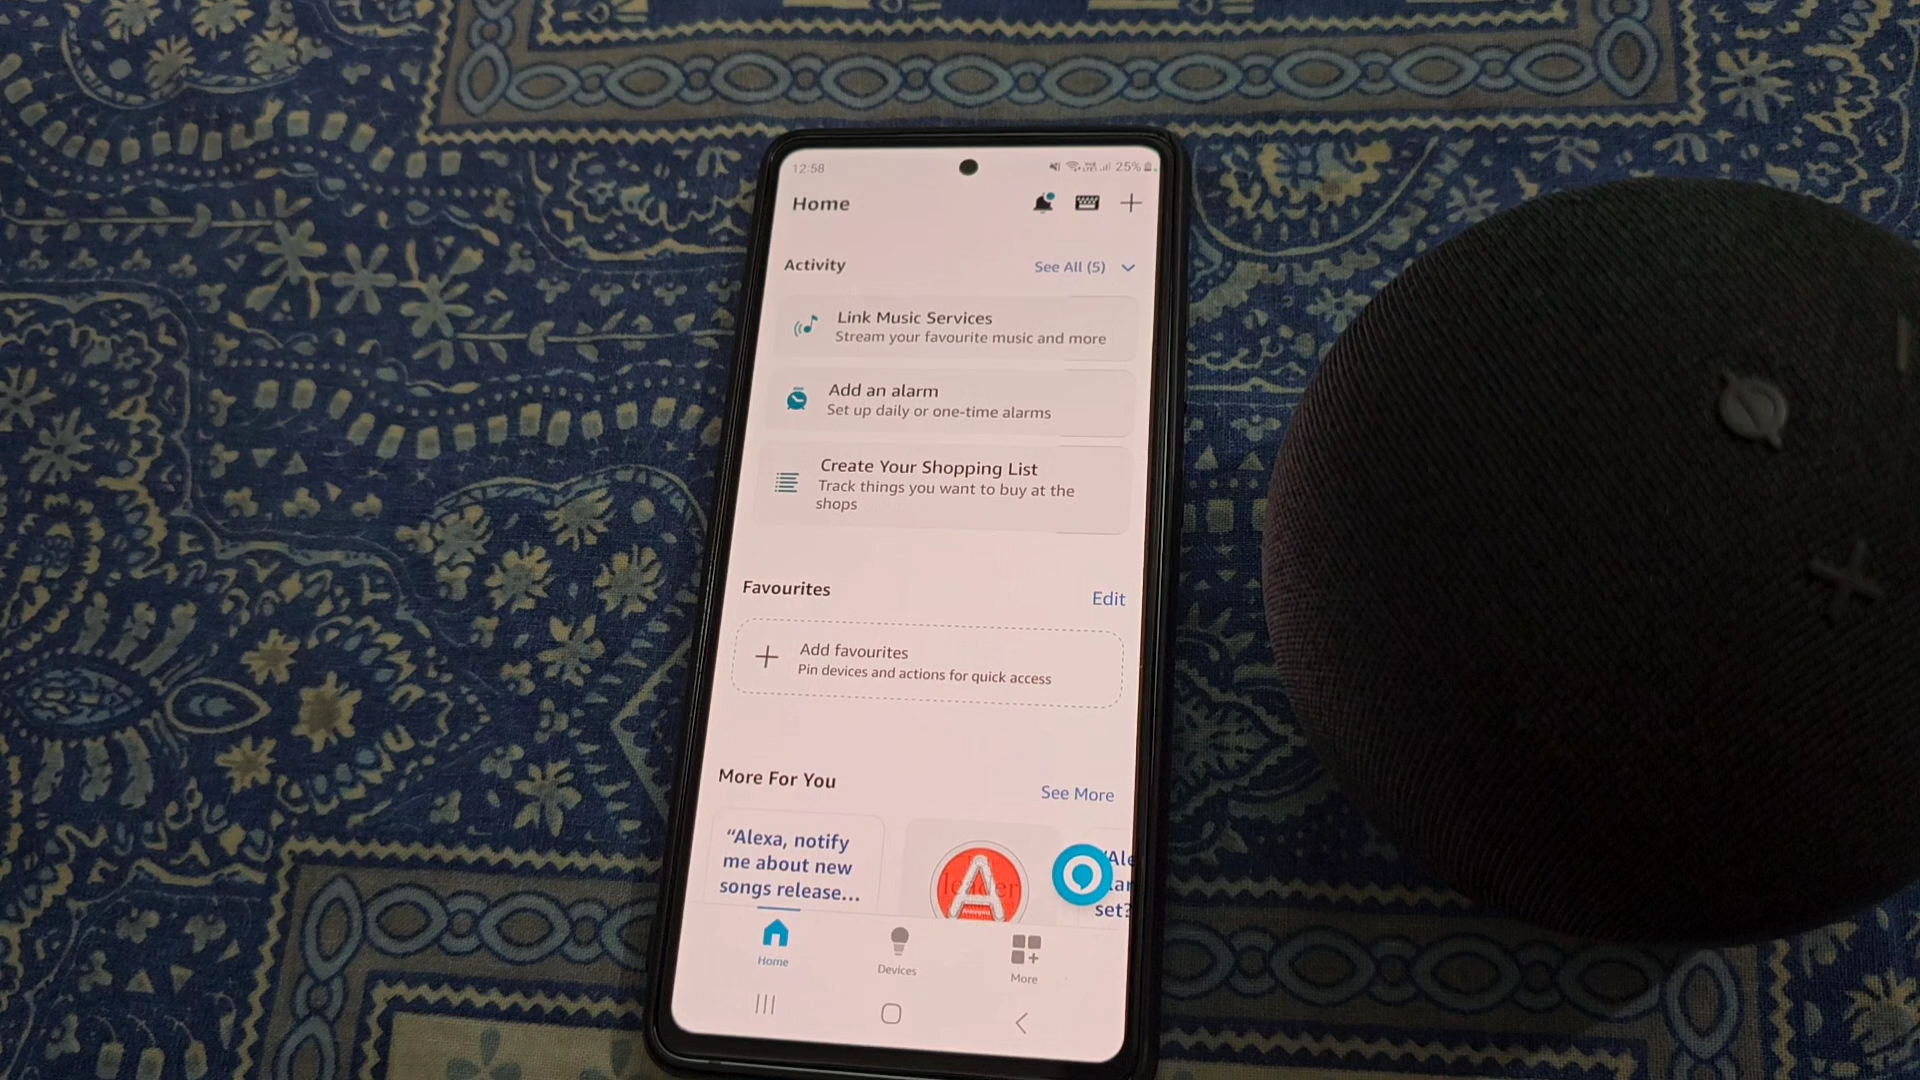 12:58
25%
Home
Activity
See All (5)
Link Music Services
Stream your favourite music and more
Add an alarm
Set up daily or one-time alarms
Create Your Shopping List
Track things you want to buy at the
shops
Favourites
Edit
Add favourites
Pin devices and actions for quick access
More For You
See More
“Alexa, notify
me about new
songs release...
A
leader
set?
Home
Devices
More